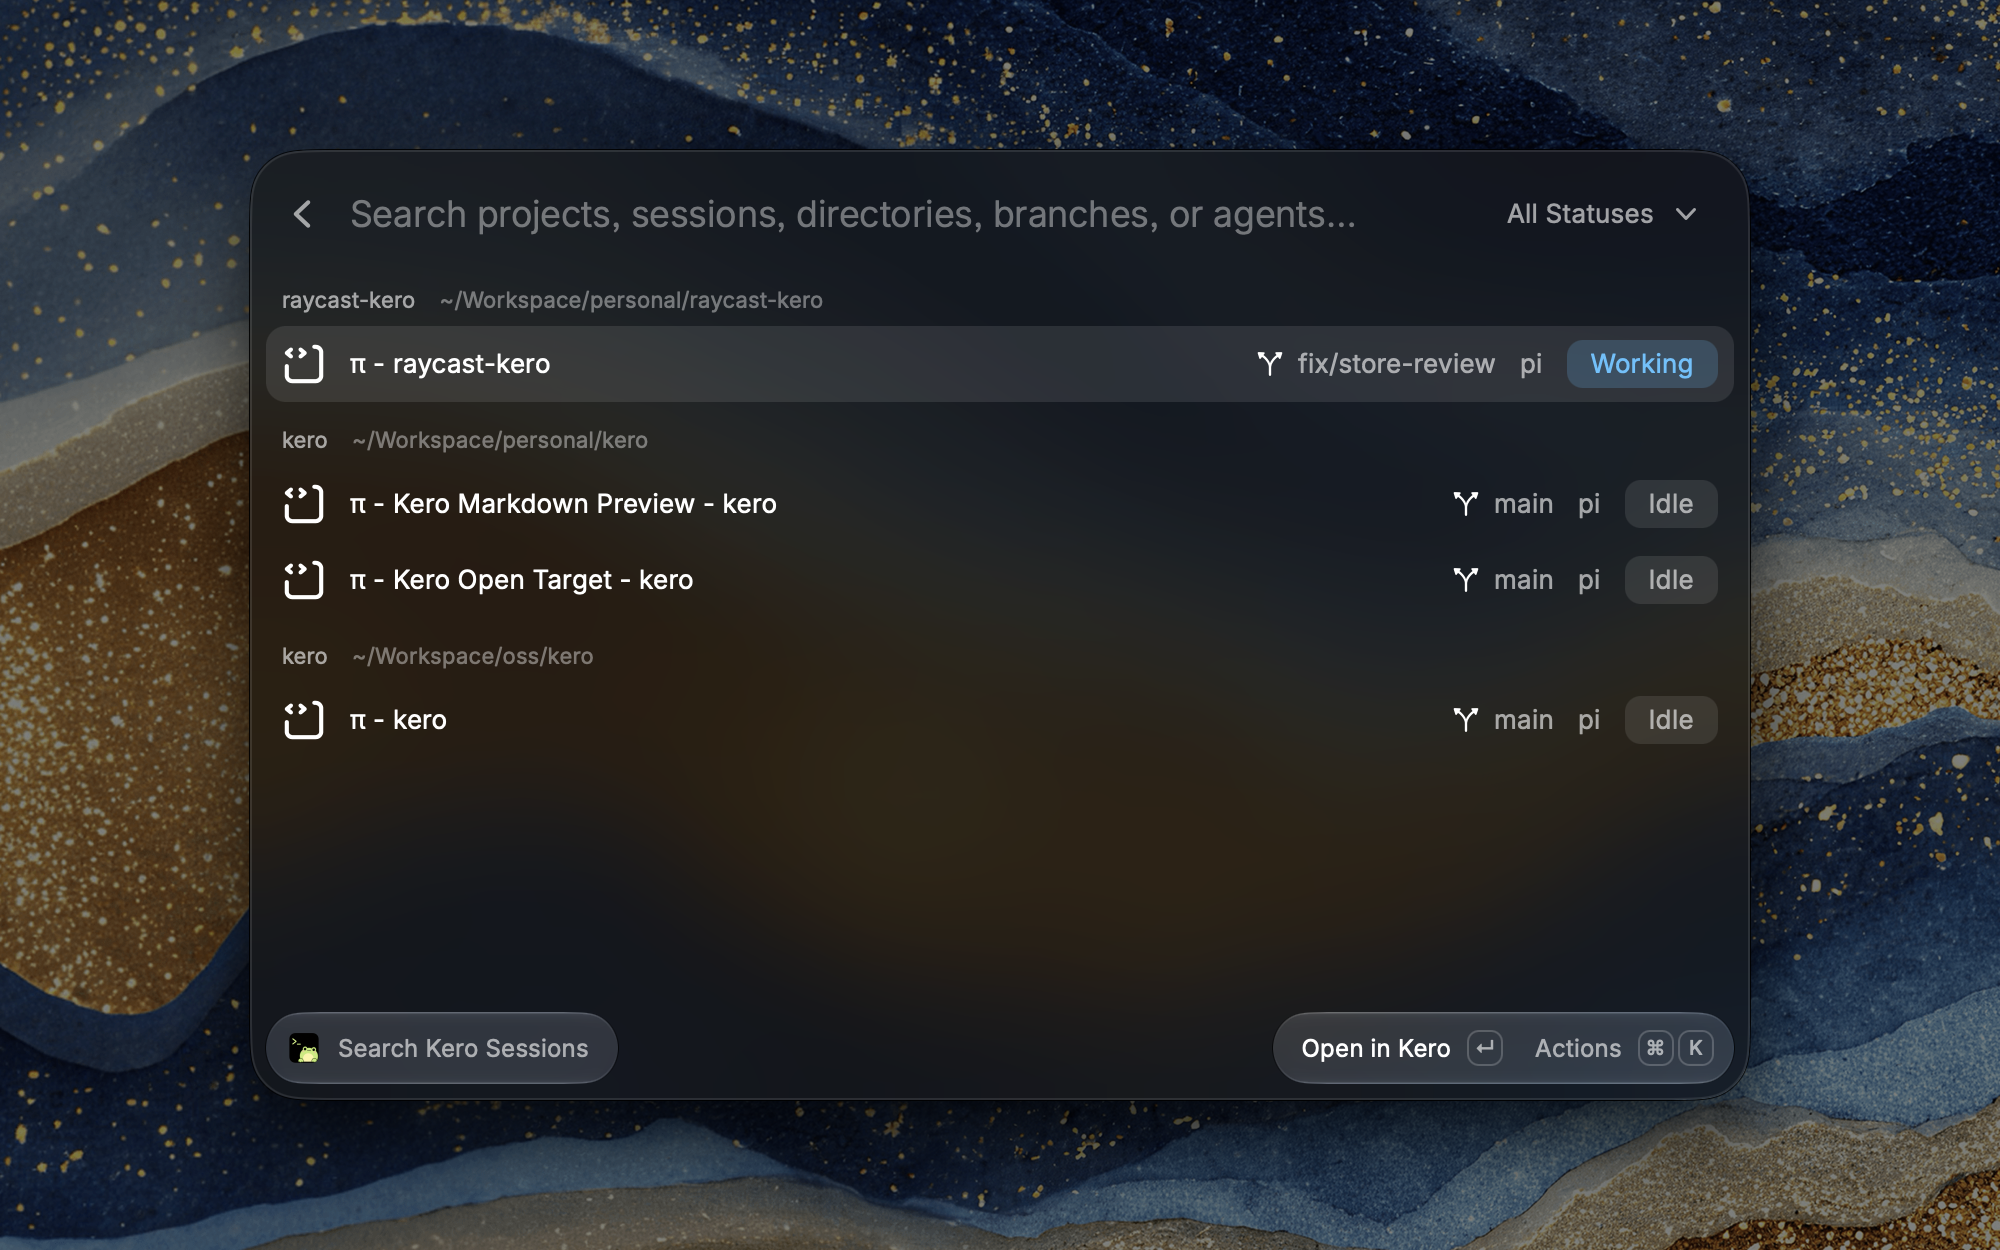 Search projects, sessions, directories, branches, or agents... All Statuses
raycast-kero ~/Workspace/personal/raycast-kero
π - raycast-kero fix/store-review pi Working
kero ~/Workspace/personal/kero
π - Kero Markdown Preview - kero main pi Idle
π - Kero Open Target - kero main pi Idle
kero ~/Workspace/oss/kero
π - kero main pi Idle
Search Kero Sessions Open in Kero ↵ Actions ⌘ K